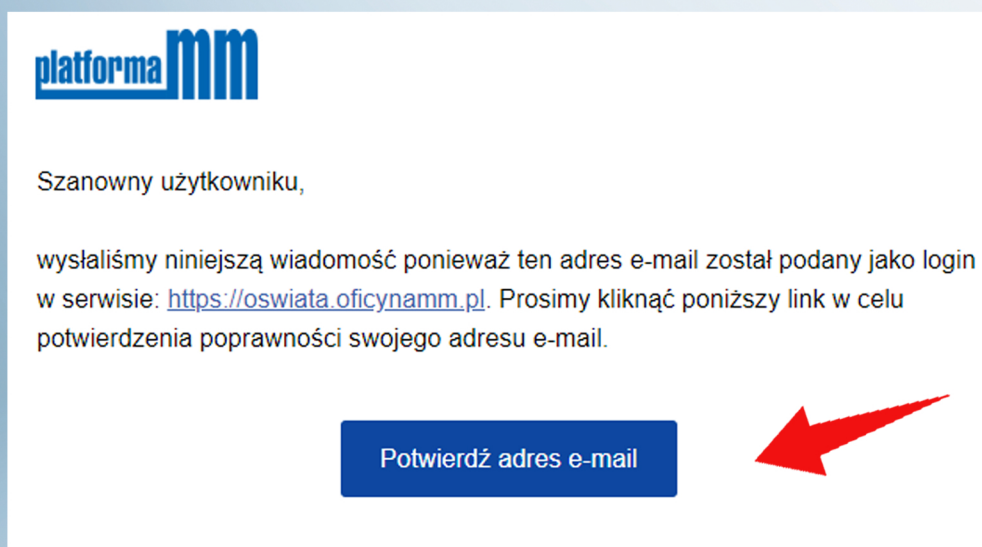 platforma MM
Szanowny użytkowniku,
wysłaliśmy niniejszą wiadomość ponieważ ten adres e-mail został podany jako login
w serwisie: https://oswiata.oficynamm.pl. Prosimy kliknąć poniższy link w celu
potwierdzenia poprawności swojego adresu e-mail.
Potwierdź adres e-mail